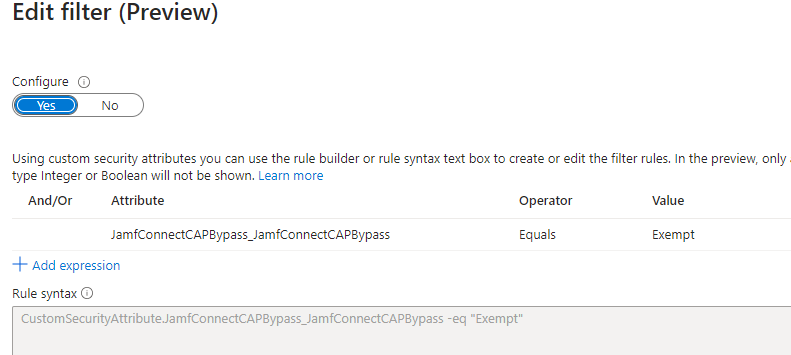 Edit filter (Preview)
Configure
Yes No
Using custom security attributes you can use the rule builder or rule syntax text box to create or edit the filter rules. In the preview, only
type Integer or Boolean will not be shown. Learn more
And/Or Attribute Operator Value
JamfConnectCAPBypass_JamfConnectCAPBypass Equals Exempt
+ Add expression
Rule syntax
CustomSecurityAttribute.JamfConnectCAPBypass_JamfConnectCAPBypass -eq "Exempt"